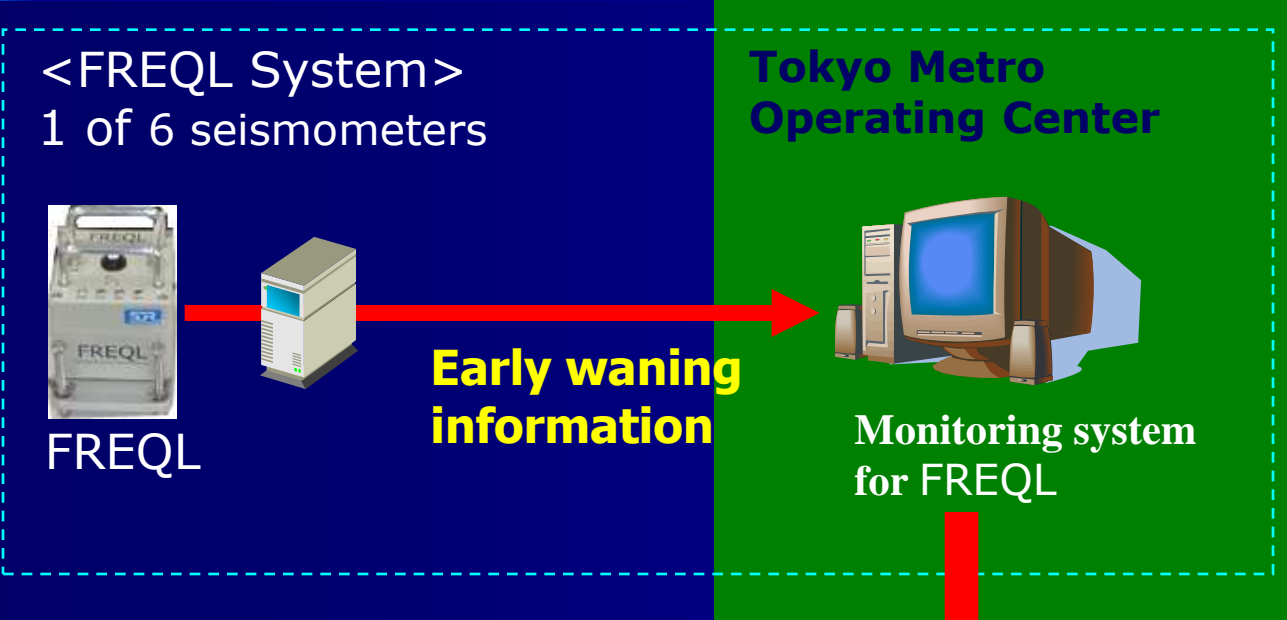 <FREQL System>
1 of 6 seismometers
Tokyo Metro
Operating Center
FREQL
SDR
FREQL
FREQL
Early waning
information
Monitoring system
for FREQL